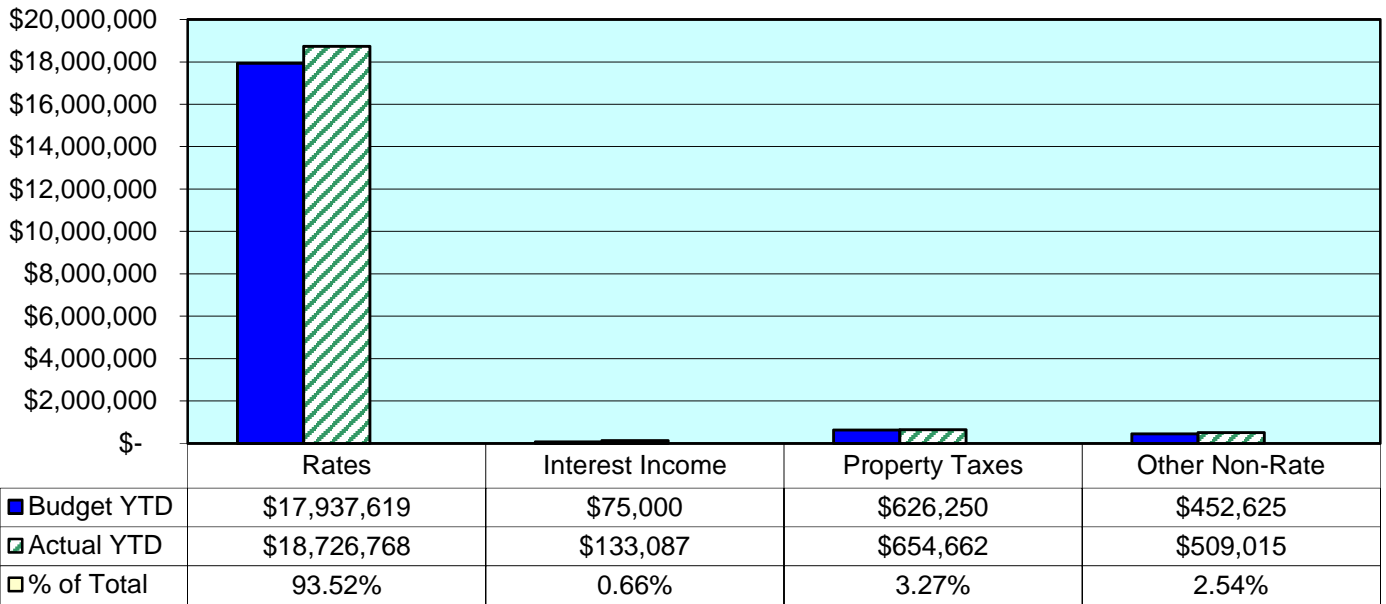 $20,000,000
$18,000,000
$16,000,000
$14,000,000
$12,000,000
$10,000,000
$8,000,000
$6,000,000
$4,000,000
$2,000,000
$-
Rates Interest Income Property Taxes Other Non-Rate
Budget YTD $17,937,619 $75,000 $626,250 $452,625
Actual YTD $18,726,768 $133,087 $654,662 $509,015
% of Total 93.52% 0.66% 3.27% 2.54%